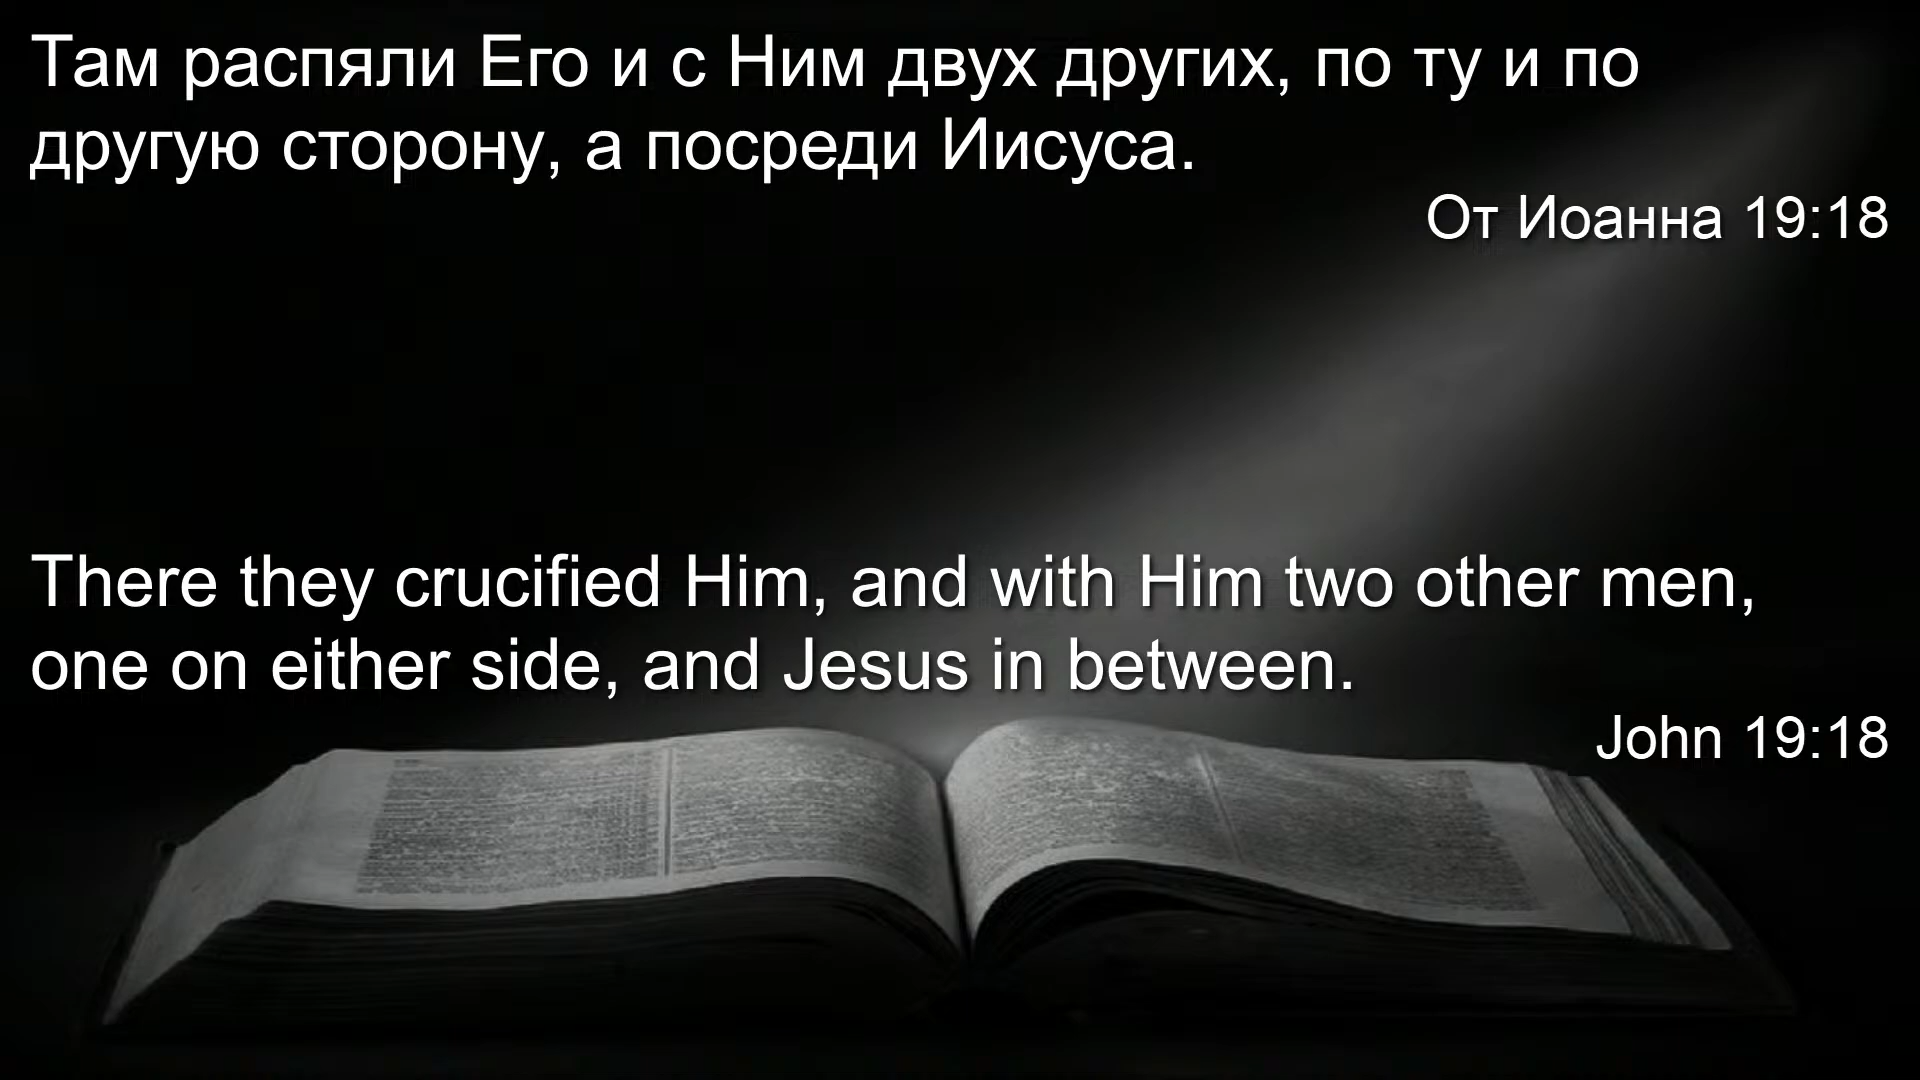 Там распяли Его и с Ним двух других, по ту и по
другую сторону, а посреди Иисуса.
От Иоанна 19:18
There they crucified Him, and with Him two other men,
one on either side, and Jesus in between.
John 19:18